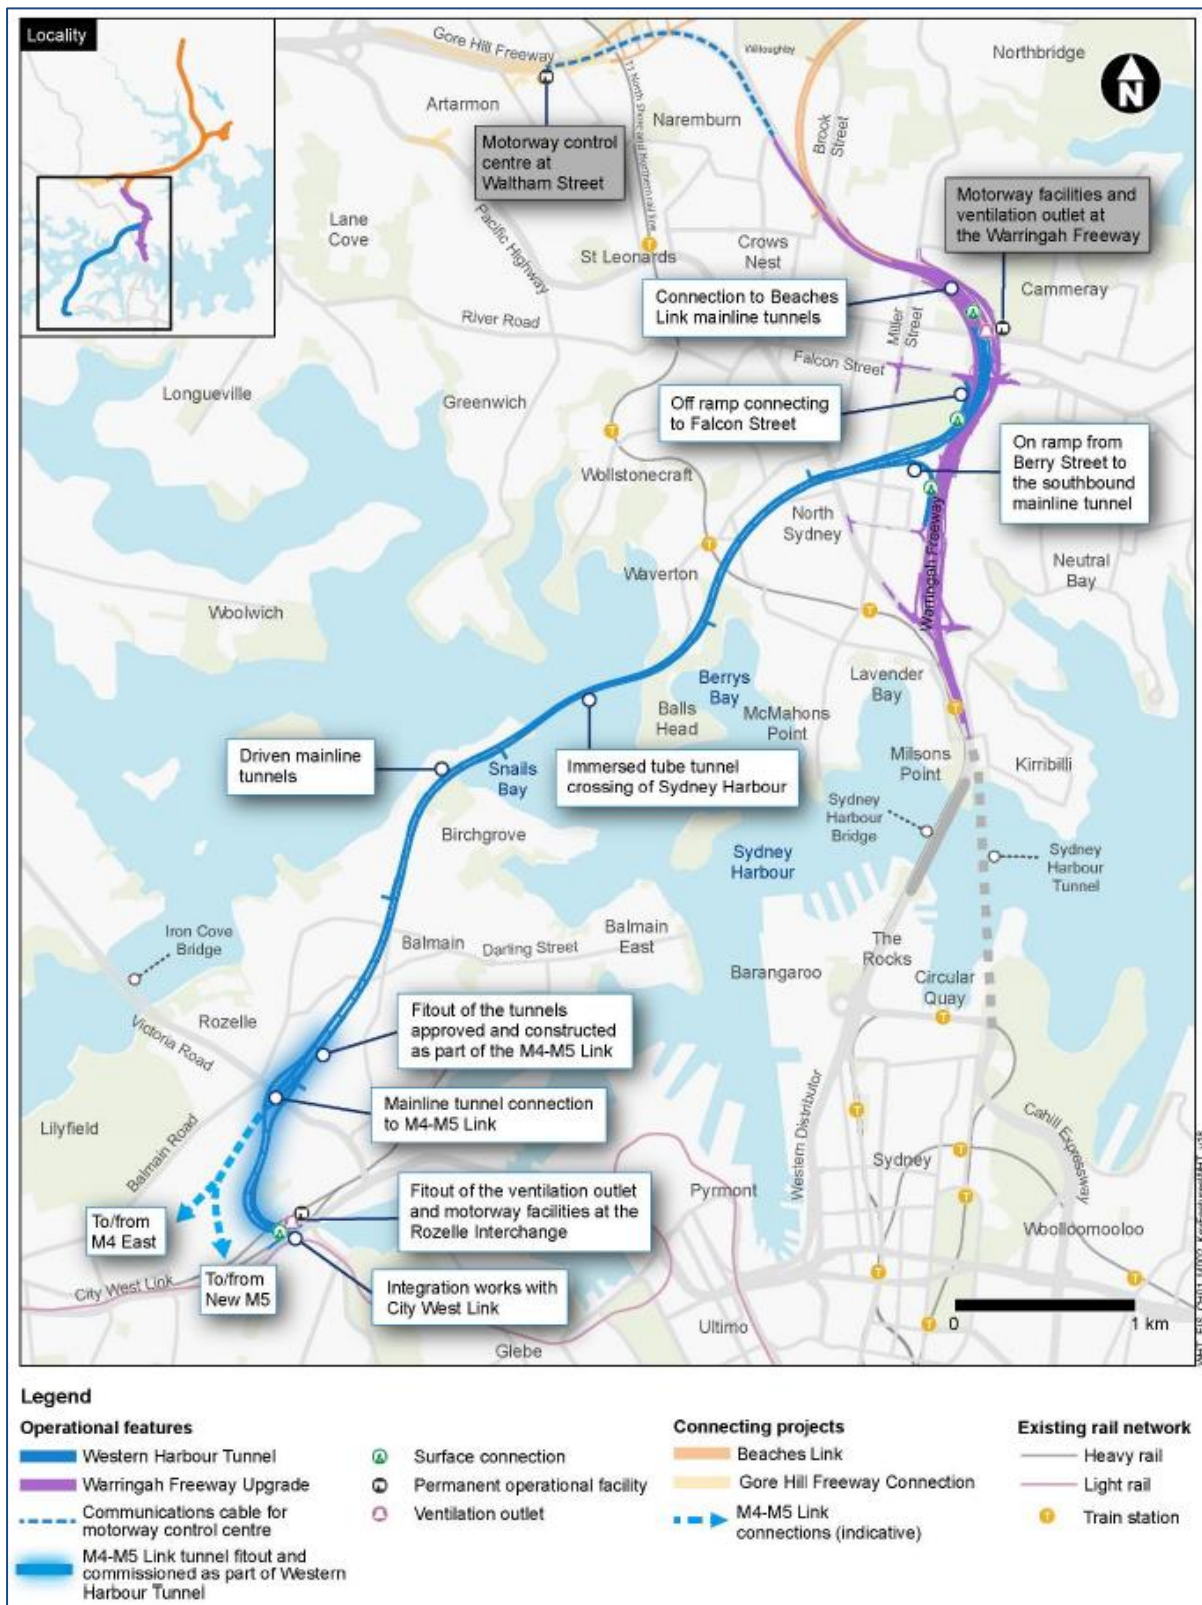 Locality
Gore Hill Freeway
Willoughby
Northbridge
N
Artarmon
T1 North Shore and Northern rail line
Naremburn
Brook
Street
Motorway control
centre at
Waltham Street
Motorway facilities and
ventilation outlet at
the Warringah Freeway
Lane
Cove
Pacific Highway
St Leonards
Crows
Nest
Connection to Beaches
Link mainline tunnels
Cammeray
River Road
Miller
Street
Falcon Street
Longueville
Greenwich
Off ramp connecting
to Falcon Street
On ramp from
Berry Street to
the southbound
mainline tunnel
Wollstonecraft
North
Sydney
Warringah Freeway
Waverton
Neutral
Bay
Woolwich
Berrys
Bay
Lavender
Bay
Balls
Head
McMahons
Point
Driven mainline
tunnels
Snails
Bay
Immersed tube tunnel
crossing of Sydney Harbour
Milsons
Point
Kirribilli
Sydney
Harbour
Bridge
Birchgrove
Sydney
Harbour
Sydney
Harbour
Tunnel
Iron Cove
Bridge
Balmain
Darling Street
Balmain
East
The
Rocks
Barangaroo
Circular
Quay
Victoria Road
Rozelle
Fitout of the tunnels
approved and constructed
as part of the M4-M5 Link
Mainline tunnel connection
to M4-M5 Link
Lilyfield
Balmain Road
Western Distributor
Cahill Expressway
Sydney
Pyrmont
Fitout of the ventilation outlet
and motorway facilities at the
Rozelle Interchange
Woolloomooloo
To/from
M4 East
City West Link
To/from
New M5
Integration works with
City West Link
Ultimo
Glebe
0 1 km
Legend
Operational features
Western Harbour Tunnel
Warringah Freeway Upgrade
Communications cable for
motorway control centre
M4-M5 Link tunnel fitout and
commissioned as part of Western
Harbour Tunnel
Surface connection
Permanent operational facility
Ventilation outlet
Connecting projects
Beaches Link
Gore Hill Freeway Connection
M4-M5 Link
connections (indicative)
Existing rail network
Heavy rail
Light rail
T Train station